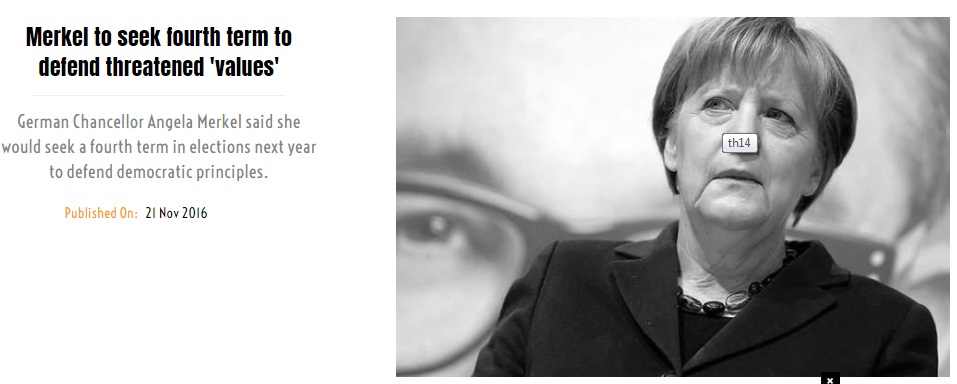 Merkel to seek fourth term to
defend threatened 'values'
German Chancellor Angela Merkel said she
would seek a fourth term in elections next year
to defend democratic principles.
Published On: 21 Nov 2016
th14